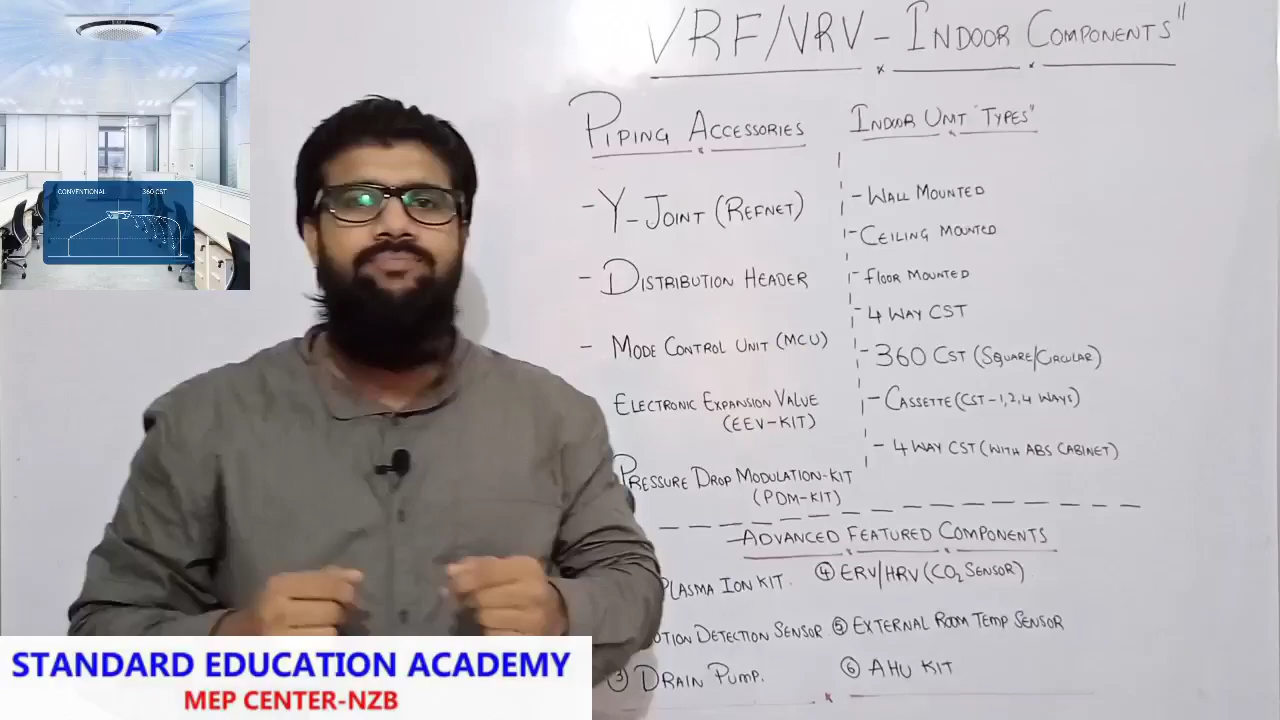 VRF/VRV - INDOOR COMPONENTS"
PIPING ACCESSORIES
- Y-JOINT (REFNET)
- DISTRIBUTION HEADER
- MODE CONTROL UNIT (MCU)
ELECTRONIC EXPANSION VALVE
(EEV-KIT)
PRESSURE DROP MODULATION-KIT
(PDM-KIT)
INDOOR UNIT "TYPES"
- WALL MOUNTED
- CEILING MOUNTED
- FLOOR MOUNTED
- 4 WAY CST
- 360 CST (SQUARE/CIRCULAR)
- CASSETTE (CST-1,2,4 WAYS)
- 4 WAY CST (WITH ABS CABINET)
ADVANCED FEATURED COMPONENTS
PLASMA ION KIT.
OTION DETECTION SENSOR
③ DRAIN PUMP.
④ ERV/HRV (CO₂ SENSOR)
⑤ EXTERNAL ROOM TEMP SENSOR
⑥ AHU KIT
CONVENTIONAL 360 CST
STANDARD EDUCATION ACADEMY
MEP CENTER-NZB